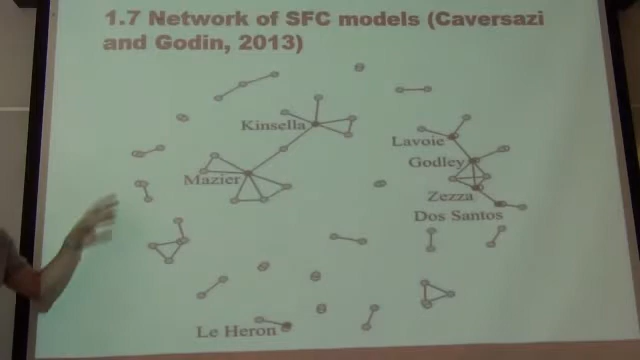 1.7 Network of SFC models (Caversazi
and Godin, 2013)
Kinsella
Lavoie
Godley
Mazier
Zezza
Dos Santos
Le Heron